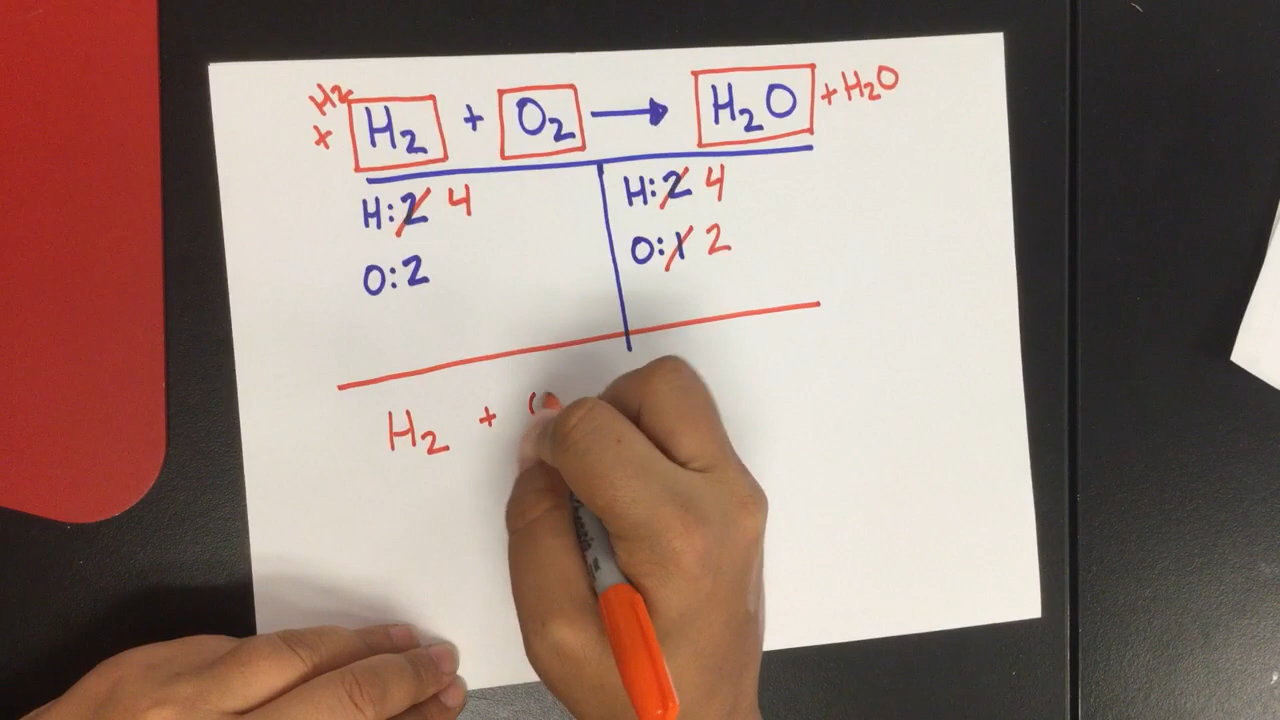 H2 + H2 + O2 → H2O + H2O
H: 2 4 H: 2 4
O: 2 O: 1 2
H2 +